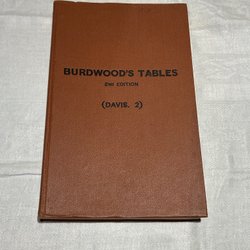 BURDWOOD'S TABLES
2ND EDITION
(DAVIS. 2)